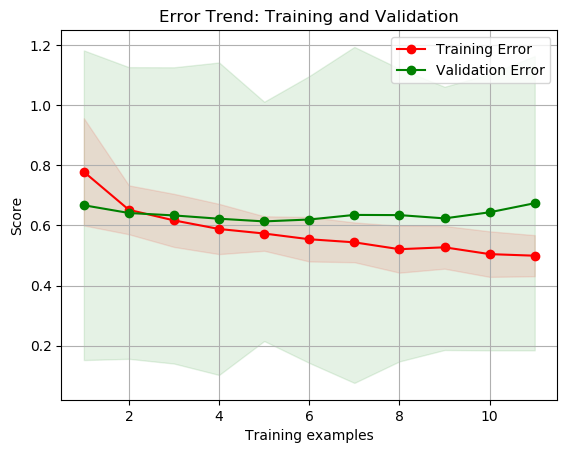 Error Trend: Training and Validation
Training Error
Validation Error
1.2
1.0
0.8
0.6
0.4
0.2
Score
2 4 6 8 10
Training examples